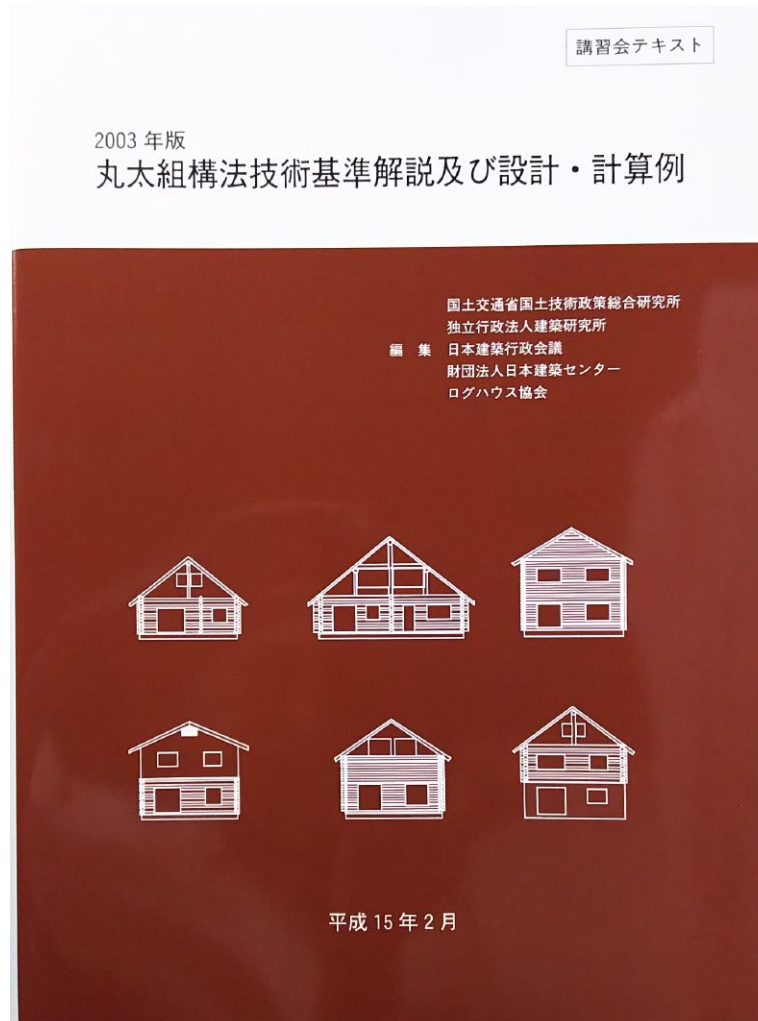 講習会テキスト
2003 年版
丸太組構法技術基準解説及び設計・計算例
国土交通省国土技術政策総合研究所
独立行政法人建築研究所
編 集 日本建築行政会議
財団法人日本建築センター
ログハウス協会
平成 15 年 2 月